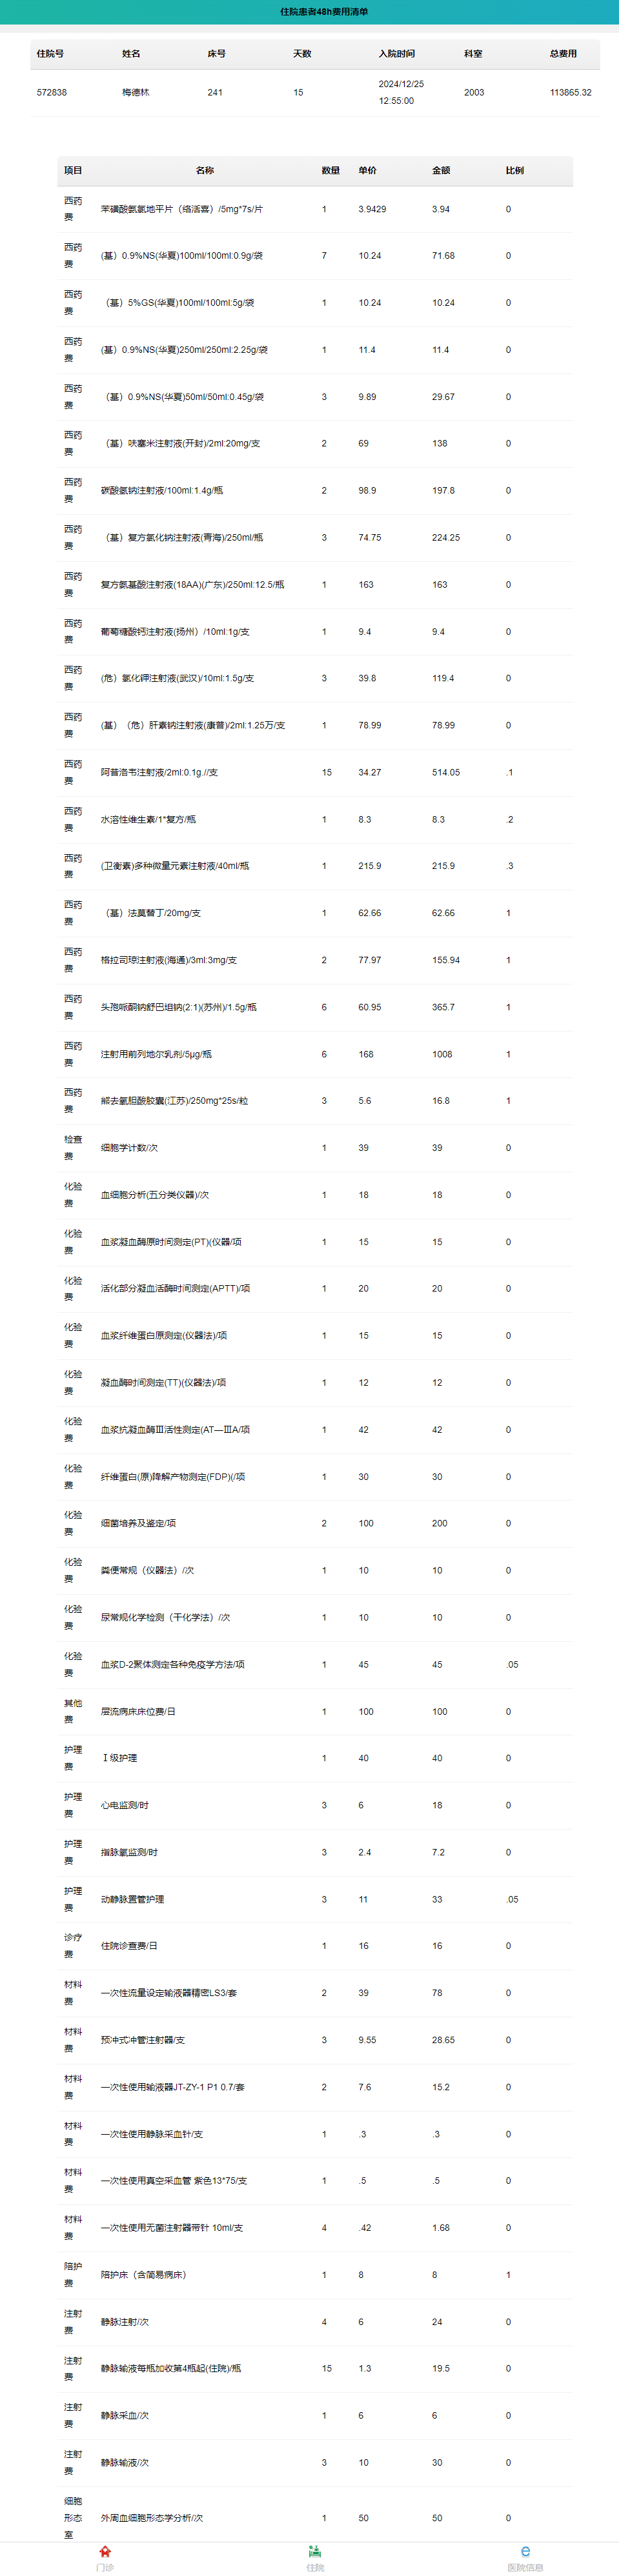 住院患者48h费用清单
住院号 姓名 床号 天数 入院时间 科室 总费用
572838 梅德林 241 15 2024/12/25 12:55:00 2003 113865.32
项目 名称 数量 单价 金额 比例
西药费 苯磺酸氨氯地平片（络活喜）/5mg*7s/片 1 3.9429 3.94 0
西药费 (基）0.9%NS(华夏)100ml/100ml:0.9g/袋 7 10.24 71.68 0
西药费 （基）5%GS(华夏)100ml/100ml:5g/袋 1 10.24 10.24 0
西药费 (基）0.9%NS(华夏)250ml/250ml:2.25g/袋 1 11.4 11.4 0
西药费 （基）0.9%NS(华夏)50ml/50ml:0.45g/袋 3 9.89 29.67 0
西药费 （基）呋塞米注射液(开封)/2ml:20mg/支 2 69 138 0
西药费 碳酸氢钠注射液/100ml:1.4g/瓶 2 98.9 197.8 0
西药费 （基）复方氯化钠注射液(青海)/250ml/瓶 3 74.75 224.25 0
西药费 复方氨基酸注射液(18AA)(广东)/250ml:12.5/瓶 1 163 163 0
西药费 葡萄糖酸钙注射液(扬州）/10ml:1g/支 1 9.4 9.4 0
西药费 (危）氯化钾注射液(武汉)/10ml:1.5g/支 3 39.8 119.4 0
西药费 (基）（危）肝素钠注射液(康普)/2ml:1.25万/支 1 78.99 78.99 0
西药费 阿昔洛韦注射液/2ml:0.1g.//支 15 34.27 514.05 .1
西药费 水溶性维生素/1*复方/瓶 1 8.3 8.3 .2
西药费 (卫衡素)多种微量元素注射液/40ml/瓶 1 215.9 215.9 .3
西药费 （基）法莫替丁/20mg/支 1 62.66 62.66 1
西药费 格拉司琼注射液(海通)/3ml:3mg/支 2 77.97 155.94 1
西药费 头孢哌酮钠舒巴坦钠(2:1)(苏州)/1.5g/瓶 6 60.95 365.7 1
西药费 注射用前列地尔乳剂/5μg/瓶 6 168 1008 1
西药费 熊去氧胆酸胶囊(江苏)/250mg*25s/粒 3 5.6 16.8 1
检查费 细胞学计数/次 1 39 39 0
化验费 血细胞分析(五分类仪器)/次 1 18 18 0
化验费 血浆凝血酶原时间测定(PT)(仪器/项 1 15 15 0
化验费 活化部分凝血活酶时间测定(APTT)/项 1 20 20 0
化验费 血浆纤维蛋白原测定(仪器法)/项 1 15 15 0
化验费 凝血酶时间测定(TT)(仪器法)/项 1 12 12 0
化验费 血浆抗凝血酶Ⅲ活性测定(AT—ⅢA/项 1 42 42 0
化验费 纤维蛋白(原)降解产物测定(FDP)(/项 1 30 30 0
化验费 细菌培养及鉴定/项 2 100 200 0
化验费 粪便常规（仪器法）/次 1 10 10 0
化验费 尿常规化学检测（干化学法）/次 1 10 10 0
化验费 血浆D-2聚体测定各种免疫学方法/项 1 45 45 .05
其他费 层流病床床位费/日 1 100 100 0
护理费 Ⅰ级护理 1 40 40 0
护理费 心电监测/时 3 6 18 0
护理费 指脉氧监测/时 3 2.4 7.2 0
护理费 动静脉置管护理 3 11 33 .05
诊疗费 住院诊查费/日 1 16 16 0
材料费 一次性流量设定输液器精密LS3/套 2 39 78 0
材料费 预冲式冲管注射器/支 3 9.55 28.65 0
材料费 一次性使用输液器JT-ZY-1 P1 0.7/套 2 7.6 15.2 0
材料费 一次性使用静脉采血针/支 1 .3 .3 0
材料费 一次性使用真空采血管 紫色13*75/支 1 .5 .5 0
材料费 一次性使用无菌注射器带针 10ml/支 4 .42 1.68 0
陪护费 陪护床（含简易病床） 1 8 8 1
注射费 静脉注射/次 4 6 24 0
注射费 静脉输液每瓶加收第4瓶起(住院)/瓶 15 1.3 19.5 0
注射费 静脉采血/次 1 6 6 0
注射费 静脉输液/次 3 10 30 0
细胞形态室 外周血细胞形态学分析/次 1 50 50 0
门诊 住院 医院信息